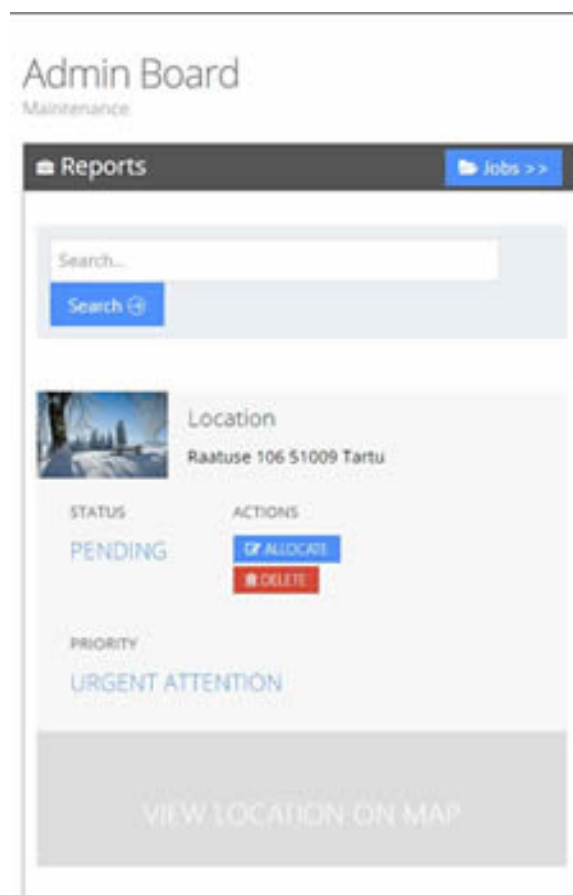 Admin Board
Maintenance
Reports
Jobs >>
Search...
Search
Location
Raatuse 106 51009 Tartu
STATUS
ACTIONS
PENDING
ALLOCATE
DELETE
PRIORITY
URGENT ATTENTION
VIEW LOCATION ON MAP